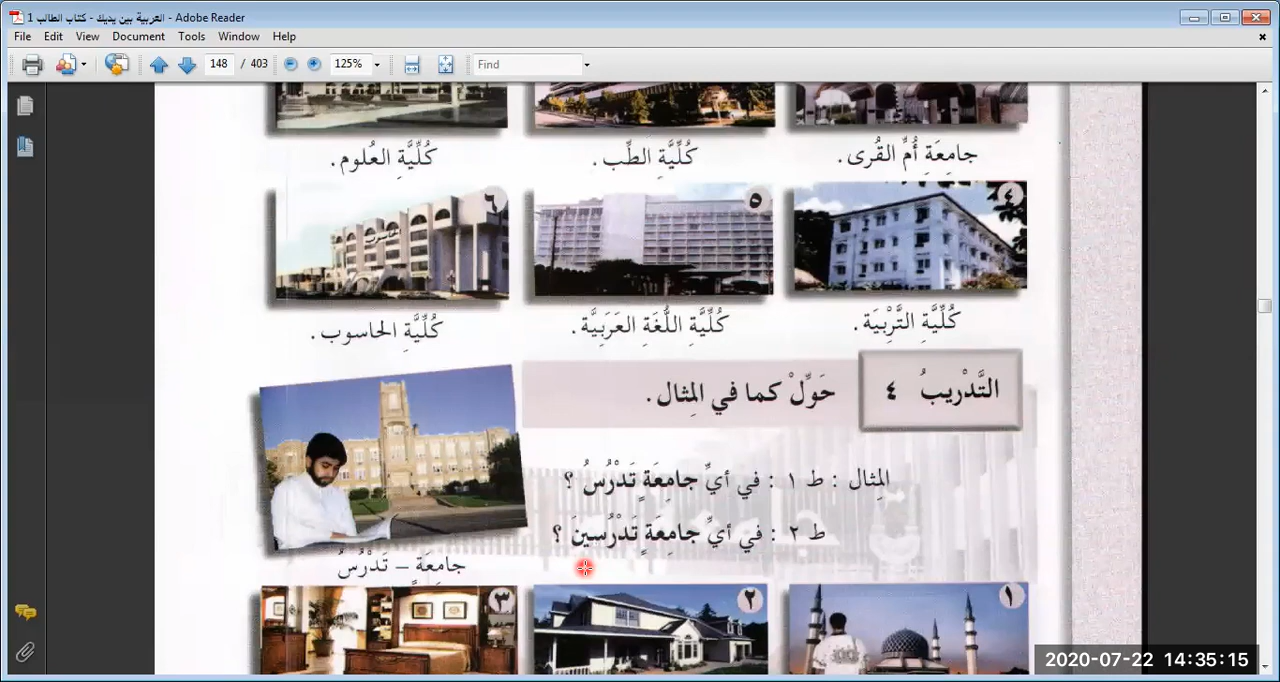 العربية بين يديك - كتاب الطالب 1 - Adobe Reader
File Edit View Document Tools Window Help
148 / 403 125% Find
جامِعَةِ أُمِّ القُرى .
كُلِّيَّةِ الطِّب .
كُلِّيَّةِ العُلوم .
٤
٥
٦
كُلِّيَّةِ التَّرْبِيَة .
كُلِّيَّةِ اللُّغَةِ العَرَبِيَّة .
كُلِّيَّةِ الحاسوب .
التَّدْريبُ ٤
حَوِّلْ كما في المِثال .
المِثال : ط ١ : في أيِّ جامِعَةٍ تَدْرُسُ ؟
ط ٢ : في أيِّ جامِعَةٍ تَدْرُسينَ ؟
جامِعَةٍ – تَدْرُسُ
١
٢
٣
2020-07-22 14:35:15